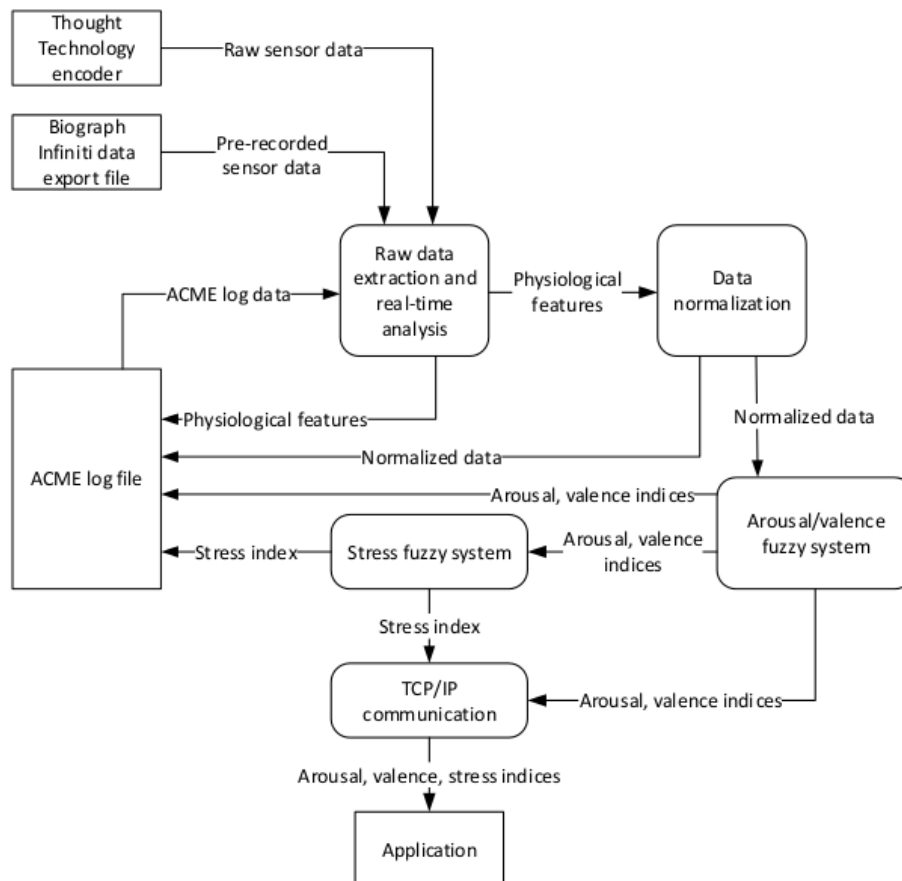 Thought
Technology
encoder
Raw sensor data
Biograph
Infiniti data
export file
Pre-recorded
sensor data
Raw data
extraction and
real-time
analysis
Physiological
features
Data
normalization
ACME log data
Physiological features
Normalized data
Normalized data
ACME log file
Arousal, valence indices
Arousal/valence
fuzzy system
Stress index
Stress fuzzy system
Arousal, valence
indices
Stress index
TCP/IP
communication
Arousal, valence indices
Arousal, valence, stress indices
Application